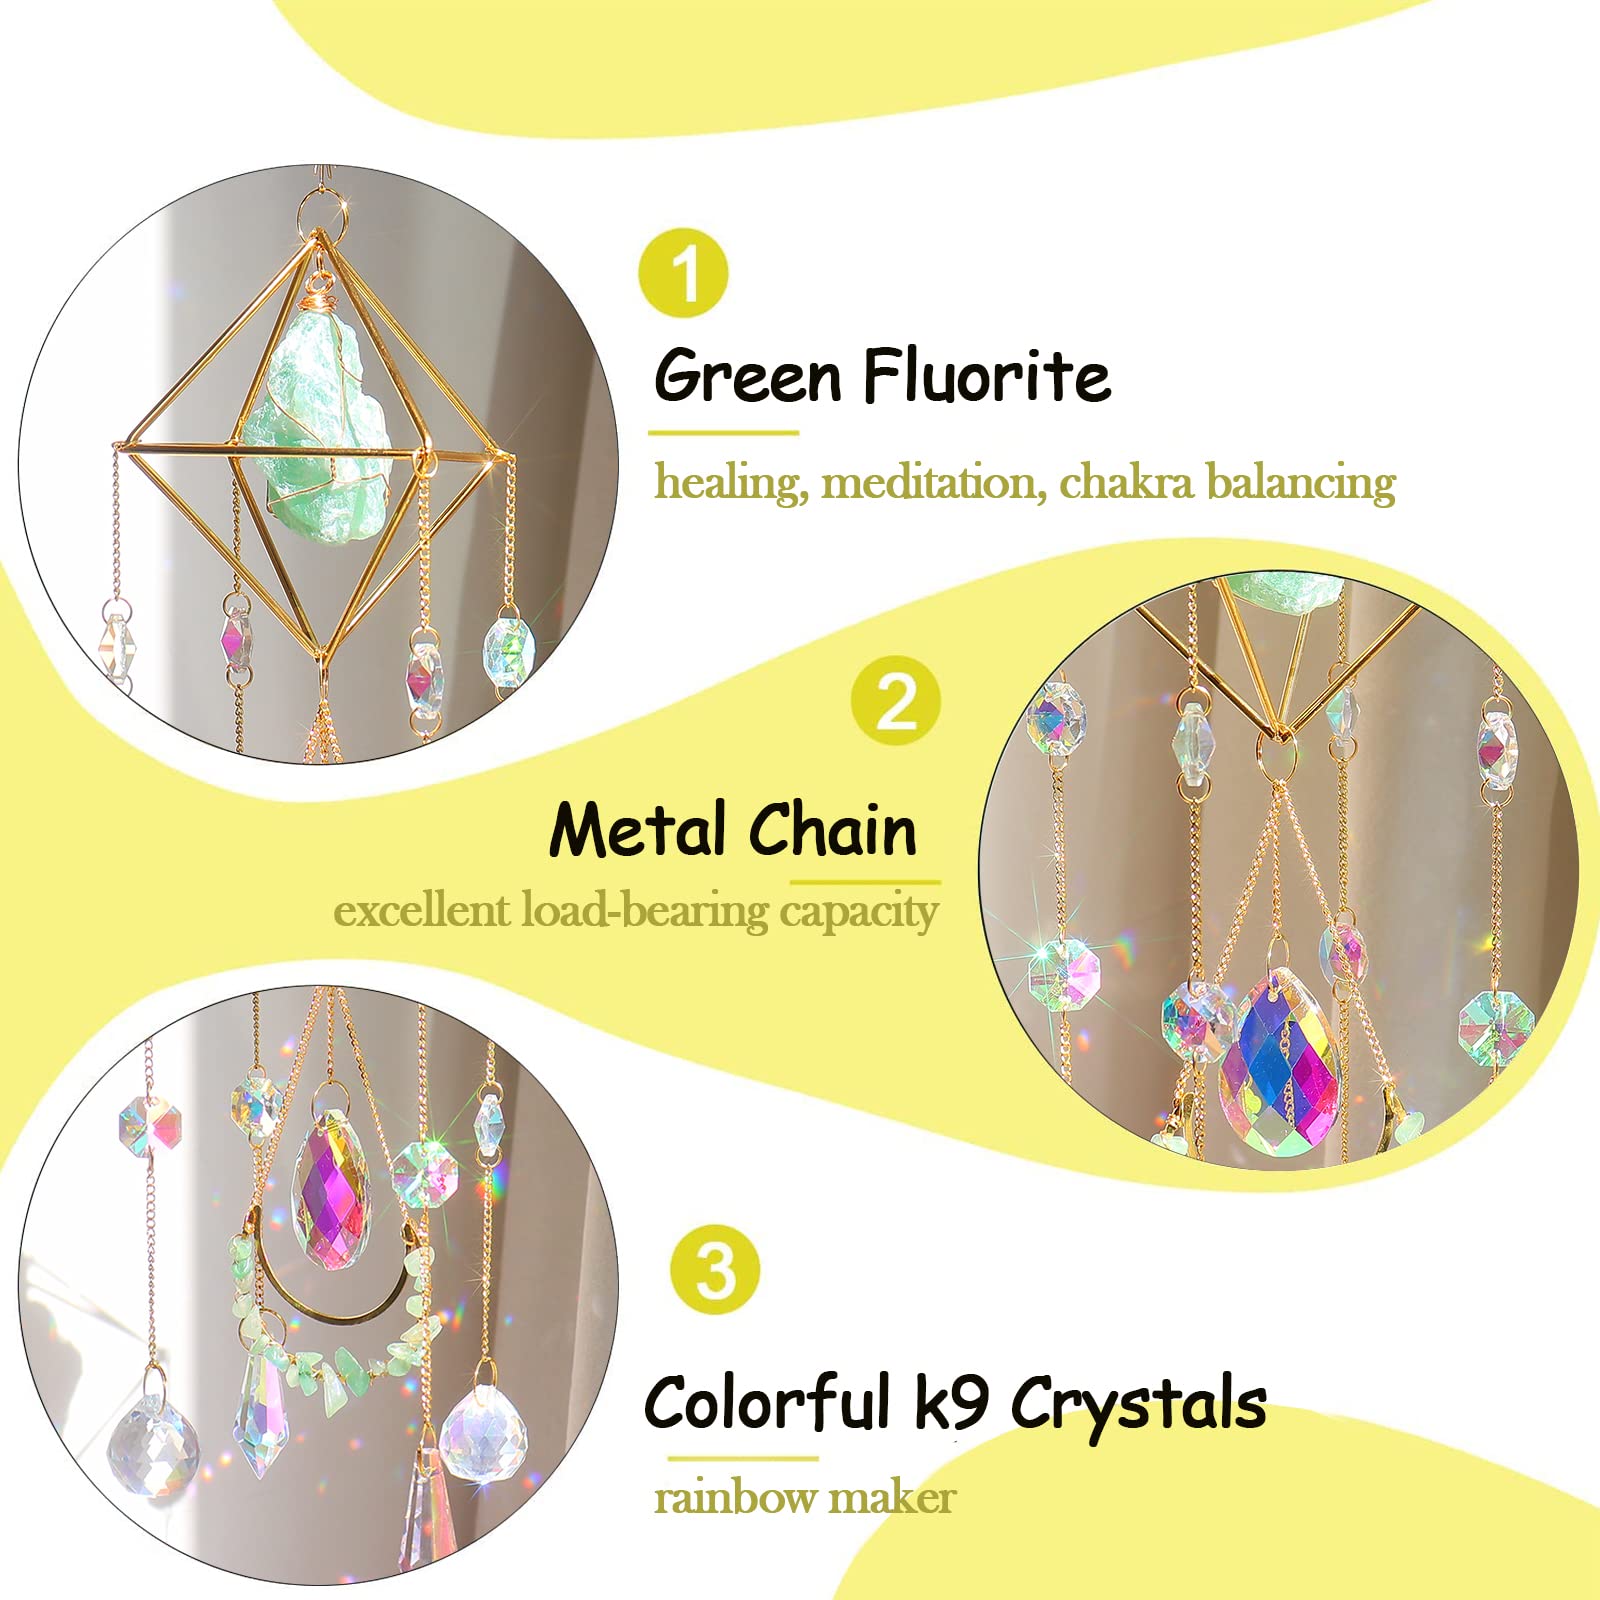 1
Green Fluorite
healing, meditation, chakra balancing
2
Metal Chain
excellent load-bearing capacity
3
Colorful k9 Crystals
rainbow maker